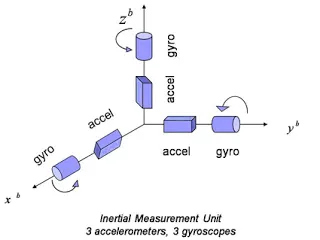 z b
gyro
accel
accel
gyro
y b
accel
gyro
x b
Inertial Measurement Unit
3 accelerometers, 3 gyroscopes